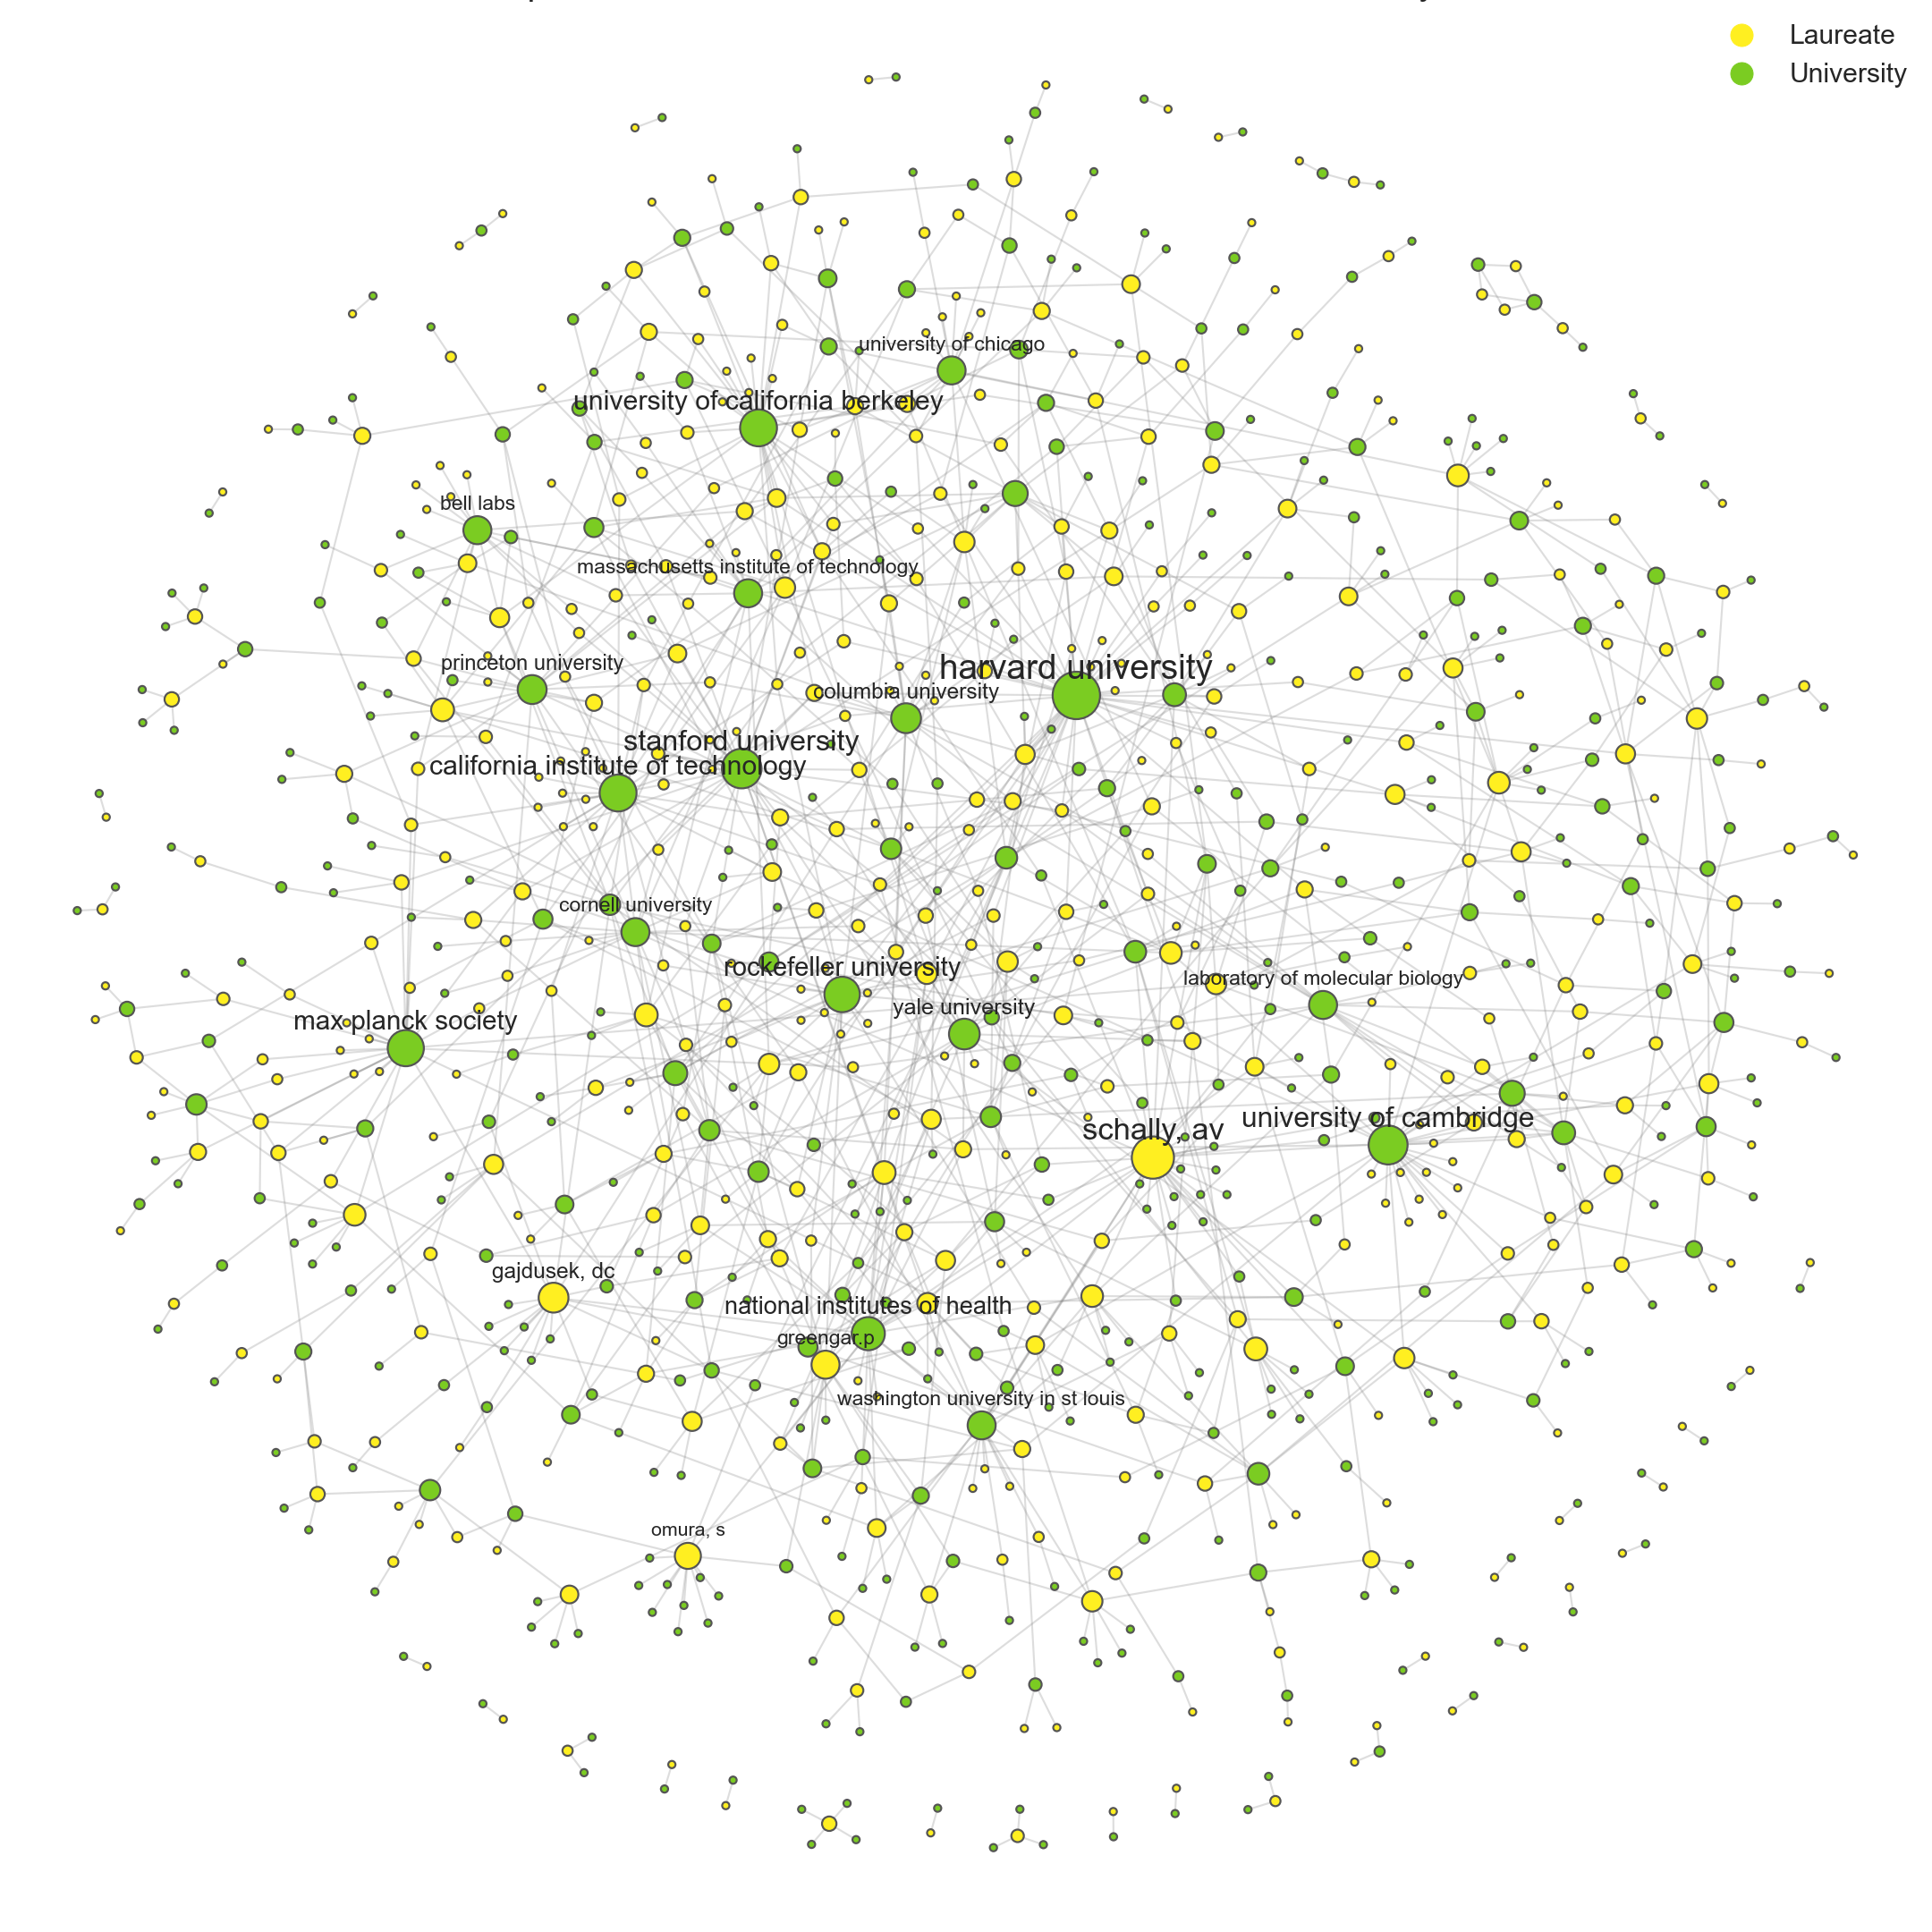 Laureate
University
university of chicago
university of california berkeley
bell labs
massachusetts institute of technology
princeton university
harvard university
columbia university
stanford university
california institute of technology
cornell university
rockefeller university
laboratory of molecular biology
yale university
max planck society
university of cambridge
schally, av
gajdusek, dc
national institutes of health
greengar.p
washington university in st louis
omura, s